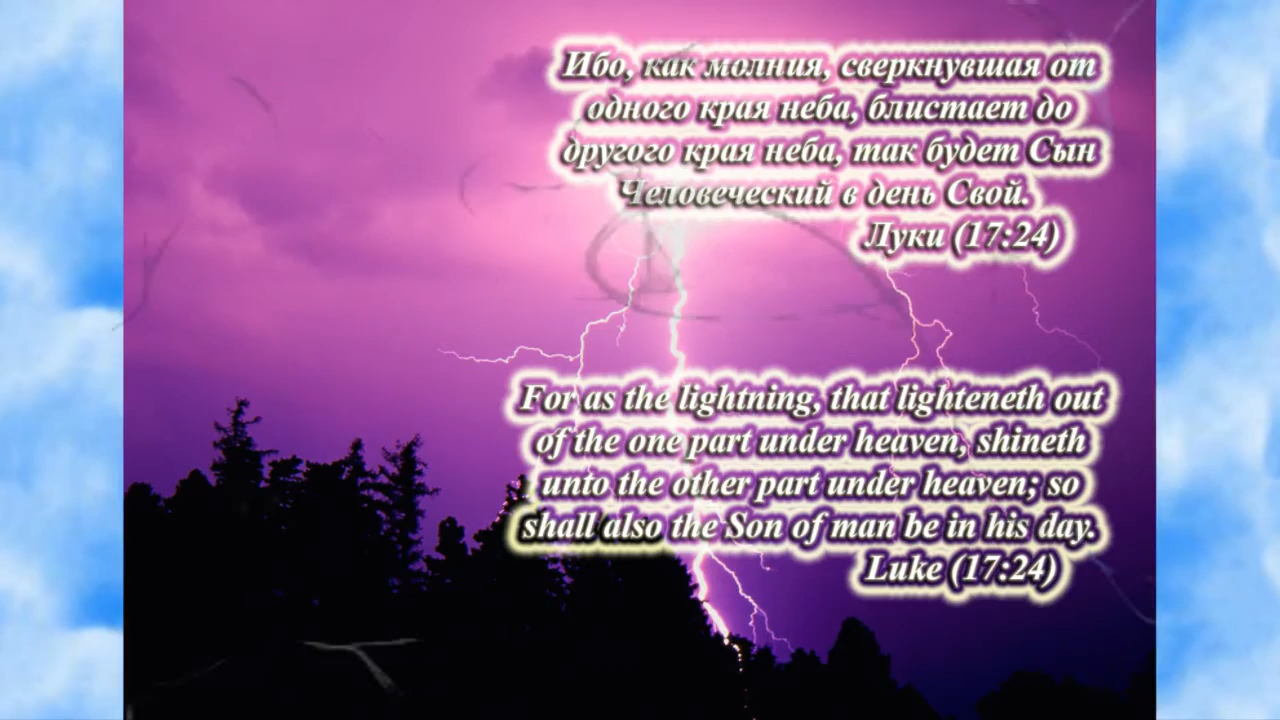 Ибо, как молния, сверкнувшая от
одного края неба, блистает до
другого края неба, так будет Сын
Человеческий в день Свой.
Луки (17:24)
For as the lightning, that lighteneth out
of the one part under heaven, shineth
unto the other part under heaven; so
shall also the Son of man be in his day.
Luke (17:24)